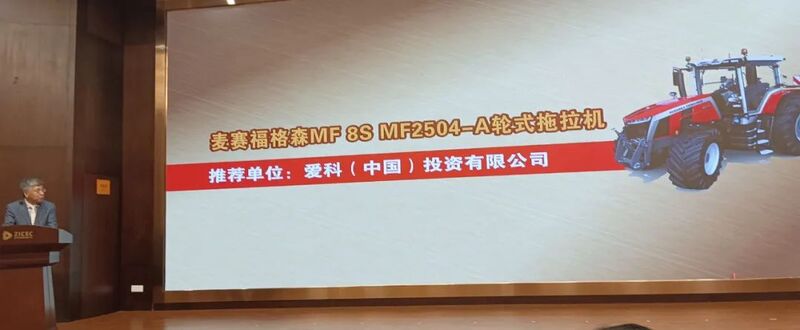 麦赛福格森MF 8S MF2504-A轮式拖拉机
推荐单位：爱科（中国）投资有限公司
ZICEC